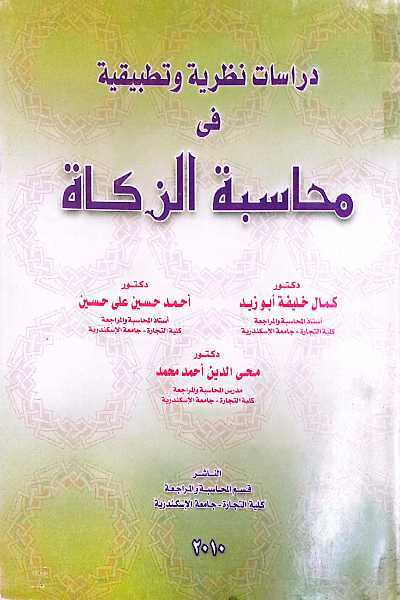 دراسات نظرية وتطبيقية
فى
محاسبة الزكاة
دكتور
كمال خليفة أبوزيد
أستاذ المحاسبة والمراجعة
كلية التجارة - جامعة الإسكندرية
دكتور
أحمد حسين على حسين
أستاذ المحاسبة والمراجعة
كلية التجارة - جامعة الإسكندرية
دكتور
محى الدين أحمد محمد
مدرس المحاسبة والمراجعة
كلية التجارة - جامعة الإسكندرية
الناشر
قسم المحاسبة والمراجعة
كلية التجارة - جامعة الإسكندرية
٢٠١٠